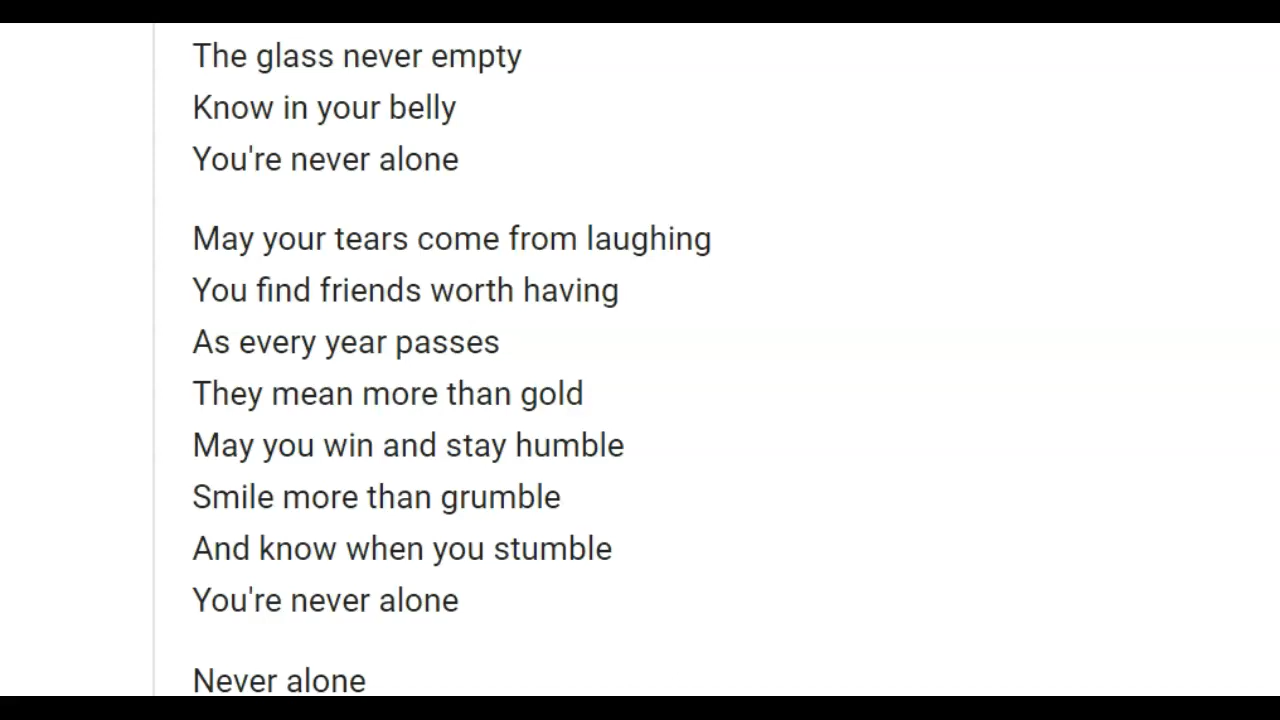 The glass never empty
Know in your belly
You're never alone
May your tears come from laughing
You find friends worth having
As every year passes
They mean more than gold
May you win and stay humble
Smile more than grumble
And know when you stumble
You're never alone
Never alone